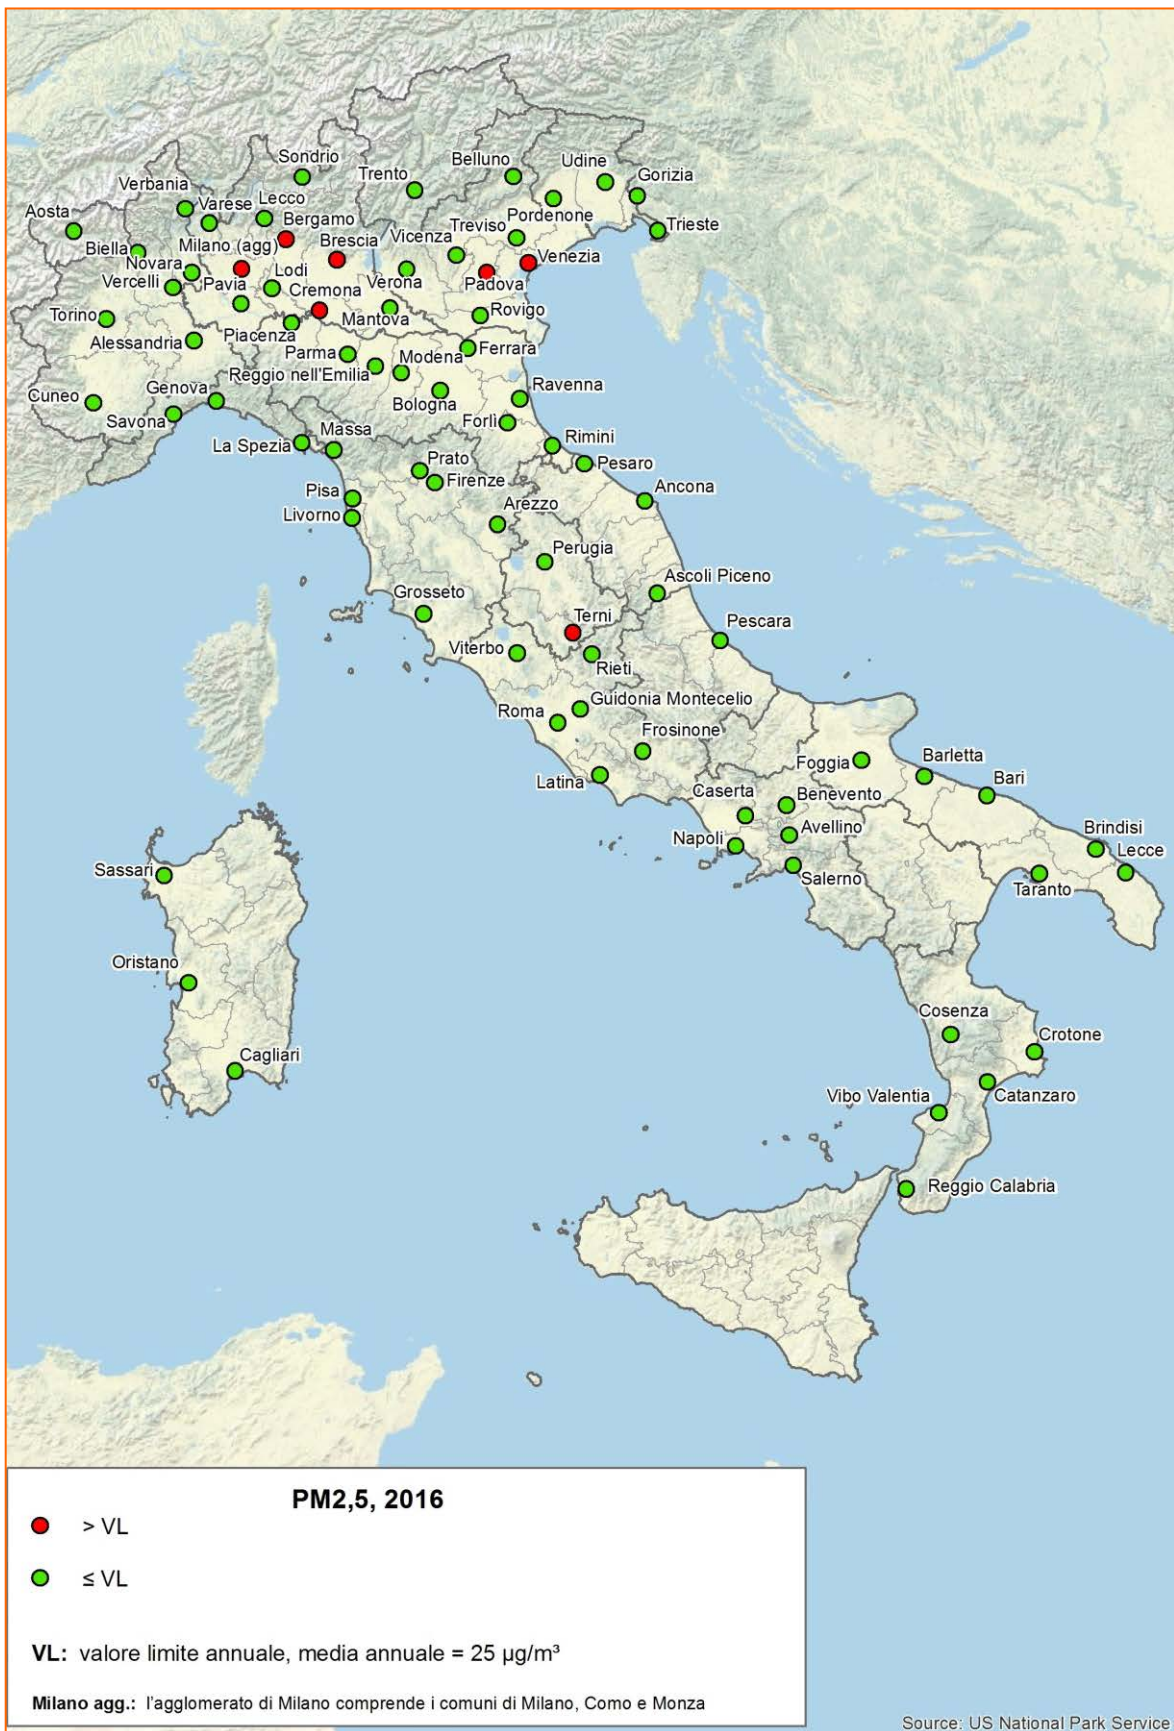 Sondrio
Belluno
Udine
Trento
Gorizia
Verbania
Aosta
Varese
Lecco
Pordenone
Bergamo
Treviso
Trieste
Milano (agg)
Brescia
Vicenza
Biella
Venezia
Novara
Lodi
Verona
Padova
Vercelli
Pavia
Cremona
Torino
Mantova
Rovigo
Piacenza
Alessandria
Parma
Modena
Ferrara
Reggio nell'Emilia
Cuneo
Genova
Bologna
Ravenna
Savona
Forlì
La Spezia
Massa
Rimini
Prato
Pesaro
Firenze
Pisa
Ancona
Livorno
Arezzo
Perugia
Ascoli Piceno
Grosseto
Terni
Pescara
Viterbo
Rieti
Guidonia Montecelio
Roma
Frosinone
Foggia
Barletta
Latina
Bari
Caserta
Benevento
Avellino
Brindisi
Napoli
Lecce
Sassari
Salerno
Taranto
Oristano
Cosenza
Crotone
Cagliari
Vibo Valentia
Catanzaro
Reggio Calabria
PM2,5, 2016
> VL
≤ VL
VL: valore limite annuale, media annuale = 25 µg/m³
Milano agg.: l'agglomerato di Milano comprende i comuni di Milano, Como e Monza
Source: US National Park Service